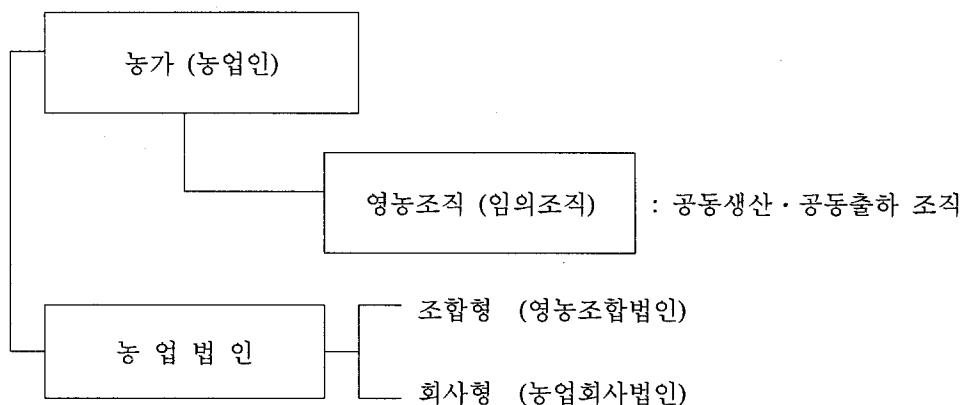 농가 (농업인)
영농조직 (임의조직) : 공동생산·공동출하 조직
조합형 (영농조합법인)
농 업 법 인
회사형 (농업회사법인)